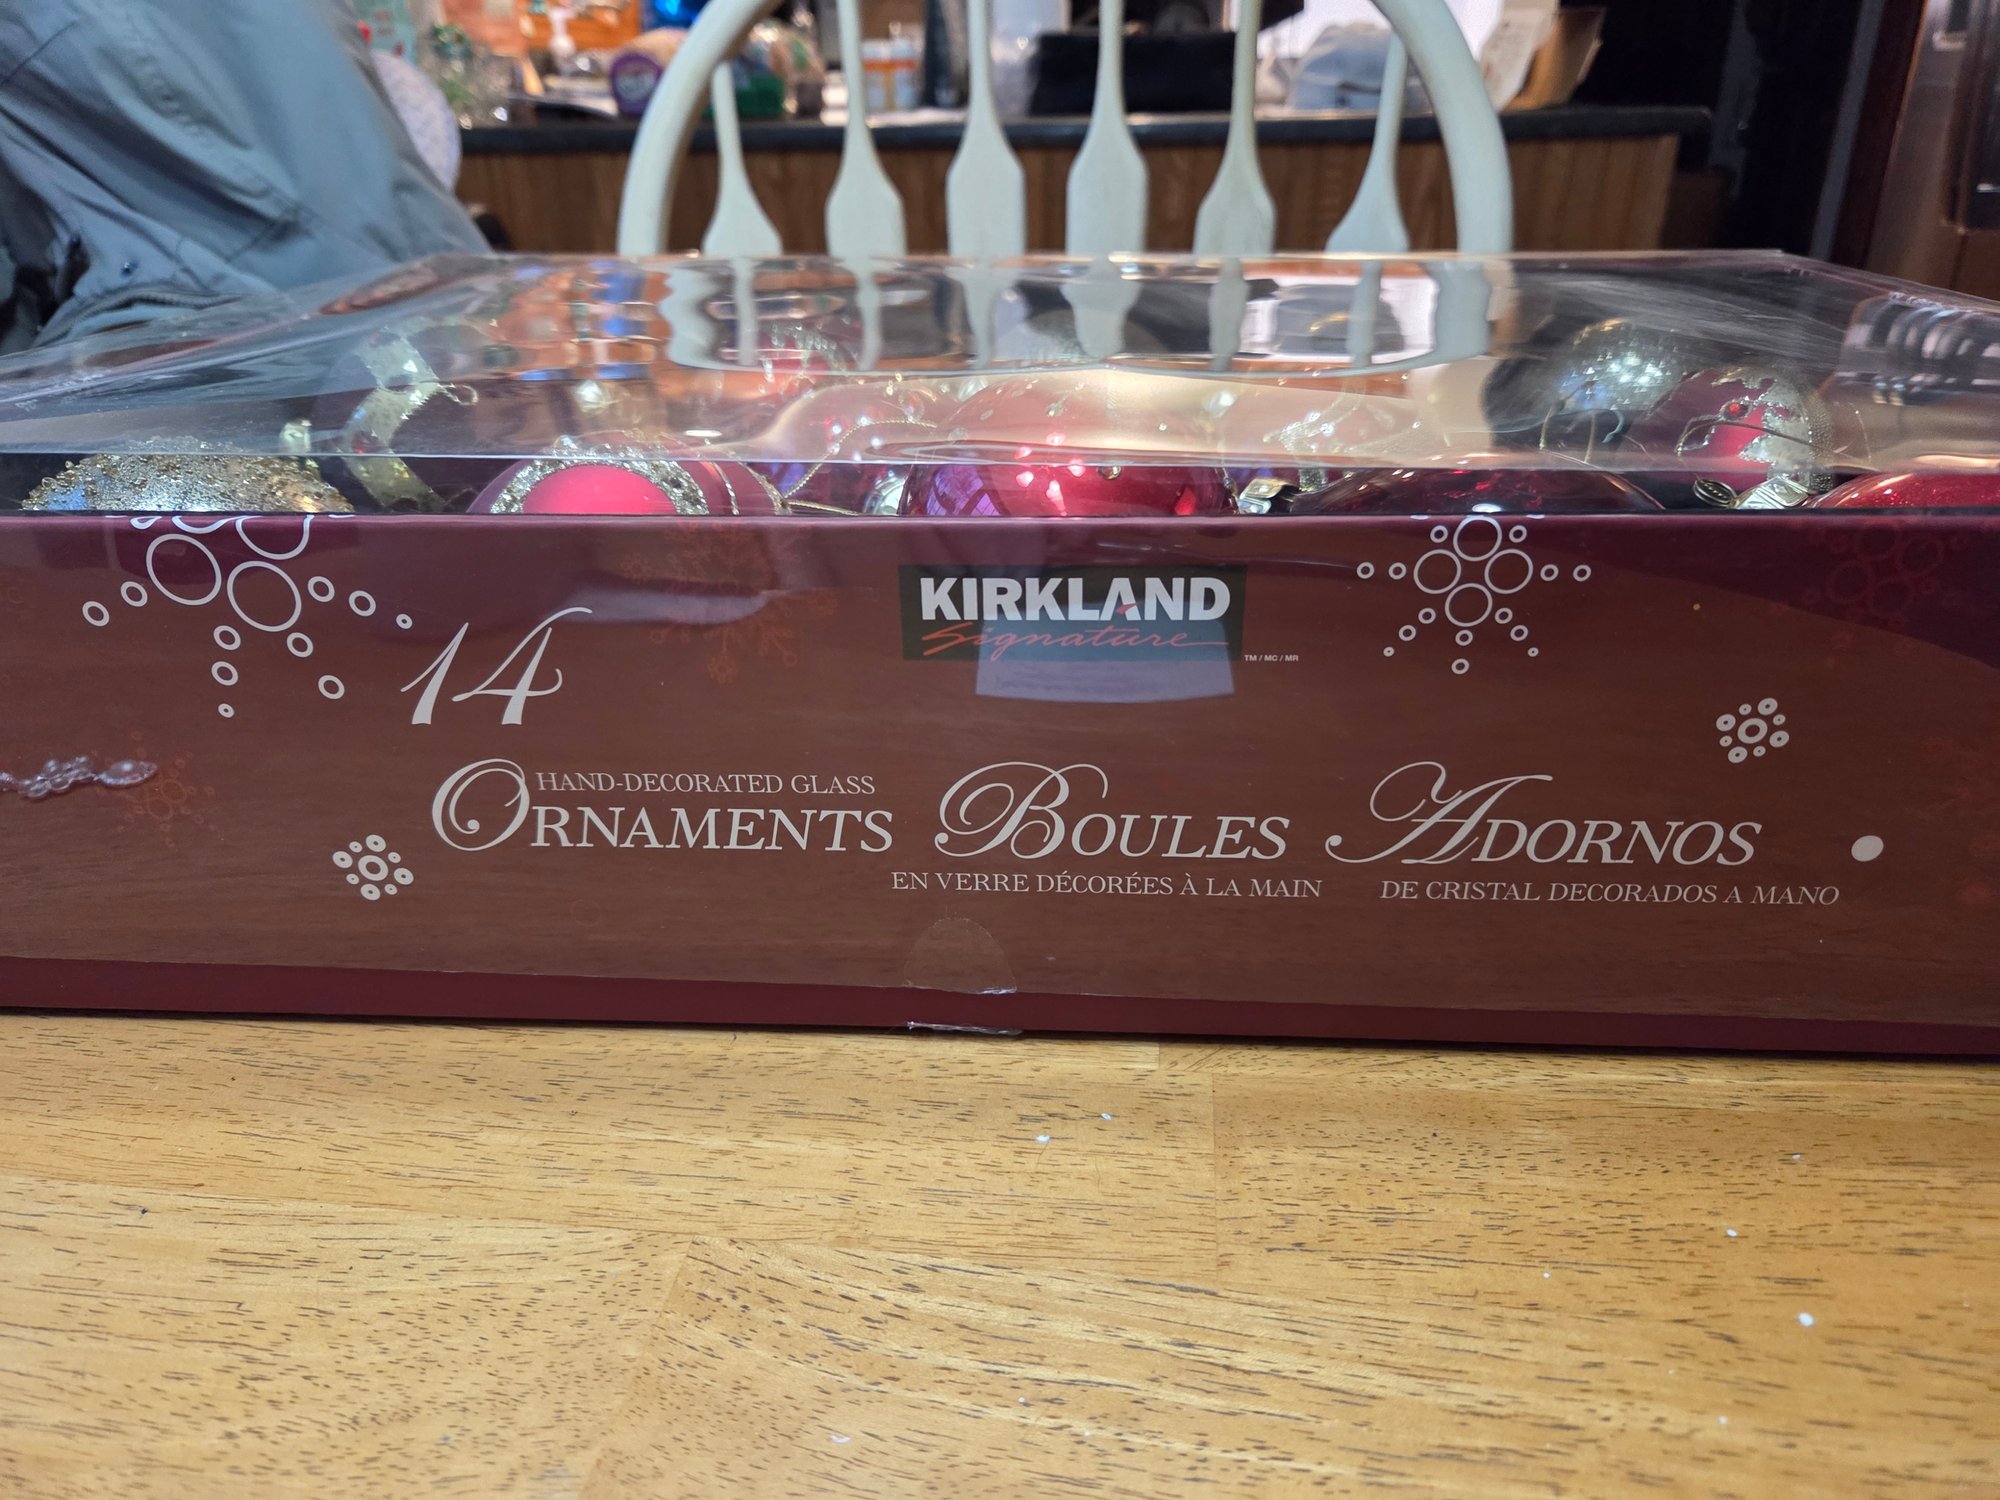 KIRKLAND
Signature
TM / MC / MR
14
HAND-DECORATED GLASS
ORNAMENTS
BOULES
EN VERRE DÉCORÉES À LA MAIN
ADORNOS
DE CRISTAL DECORADOS A MANO